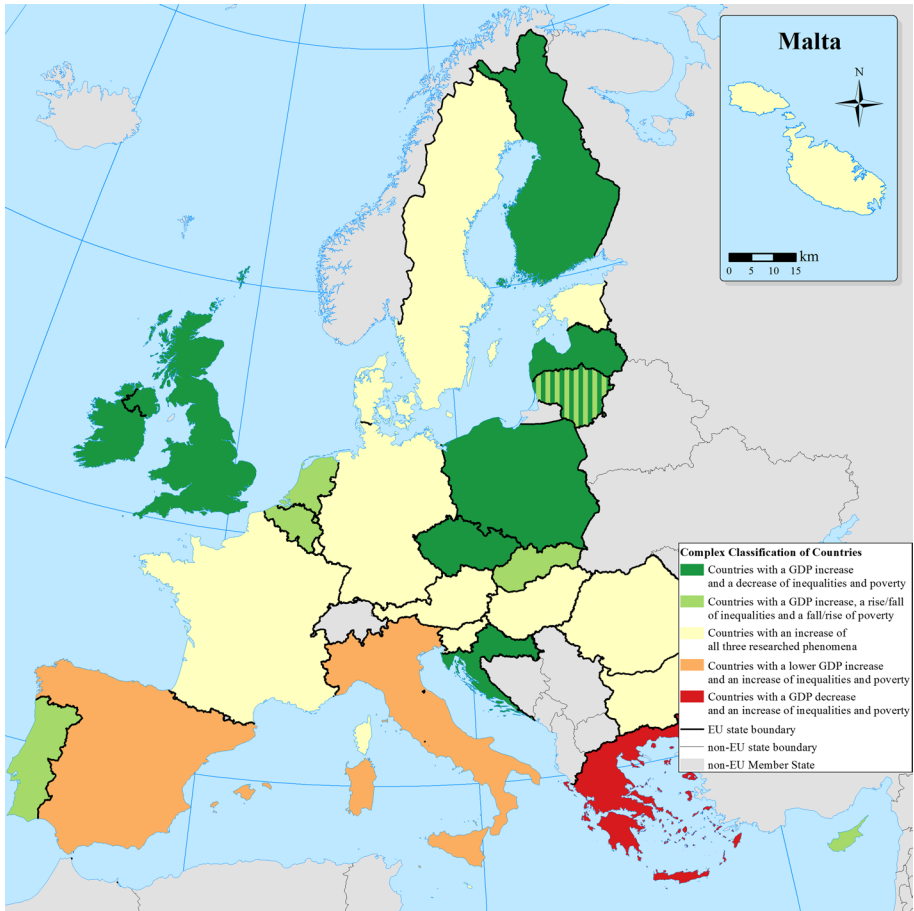 Malta
N
km
0 5 10 15
Complex Classification of Countries
Countries with a GDP increase
and a decrease of inequalities and poverty
Countries with a GDP increase, a rise/fall
of inequalities and a fall/rise of poverty
Countries with an increase of
all three researched phenomena
Countries with a lower GDP increase
and an increase of inequalities and poverty
Countries with a GDP decrease
and an increase of inequalities and poverty
EU state boundary
non-EU state boundary
non-EU Member State